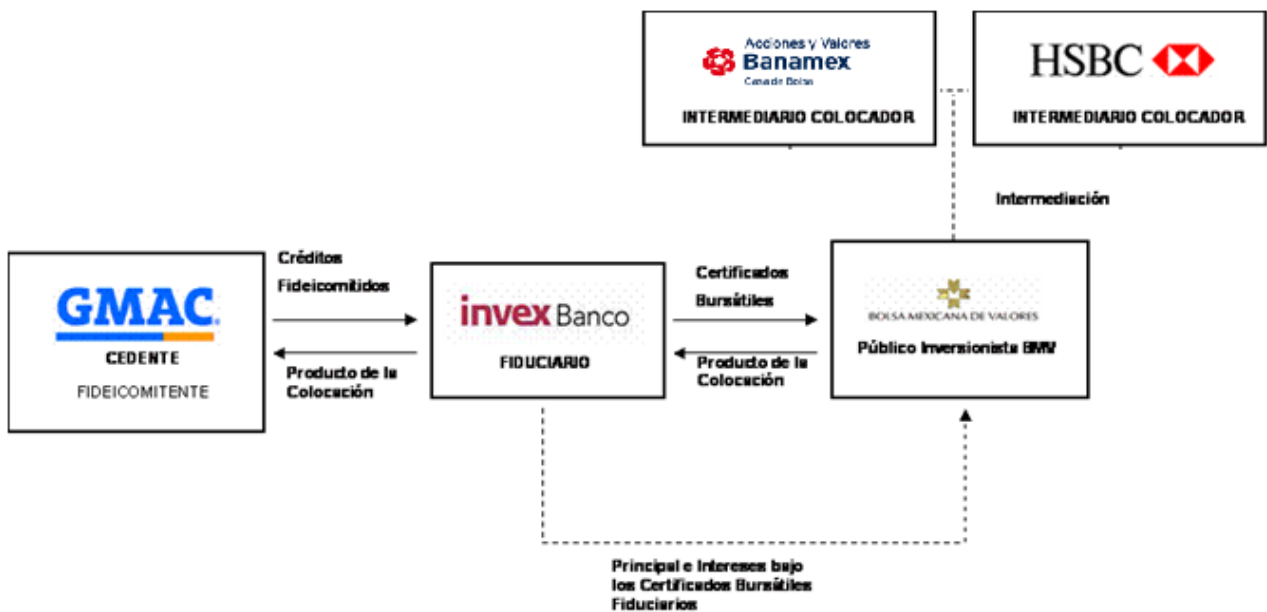 Acciones y Valores
Banamex
Casa de Bolsa
INTERMEDIARIO COLOCADOR
HSBC
INTERMEDIARIO COLOCADOR
Intermediación
GMAC
CEDENTE
FIDEICOMITENTE
Créditos
Fideicomitidos
Producto de la
Colocación
invex Banco
FIDUCIARIO
Certificados
Bursátiles
Producto de la
Colocación
BOLSA MEXICANA DE VALORES
Público Inversionista BMV
Principal e Intereses bajo
los Certificados Bursátiles
Fiduciarios